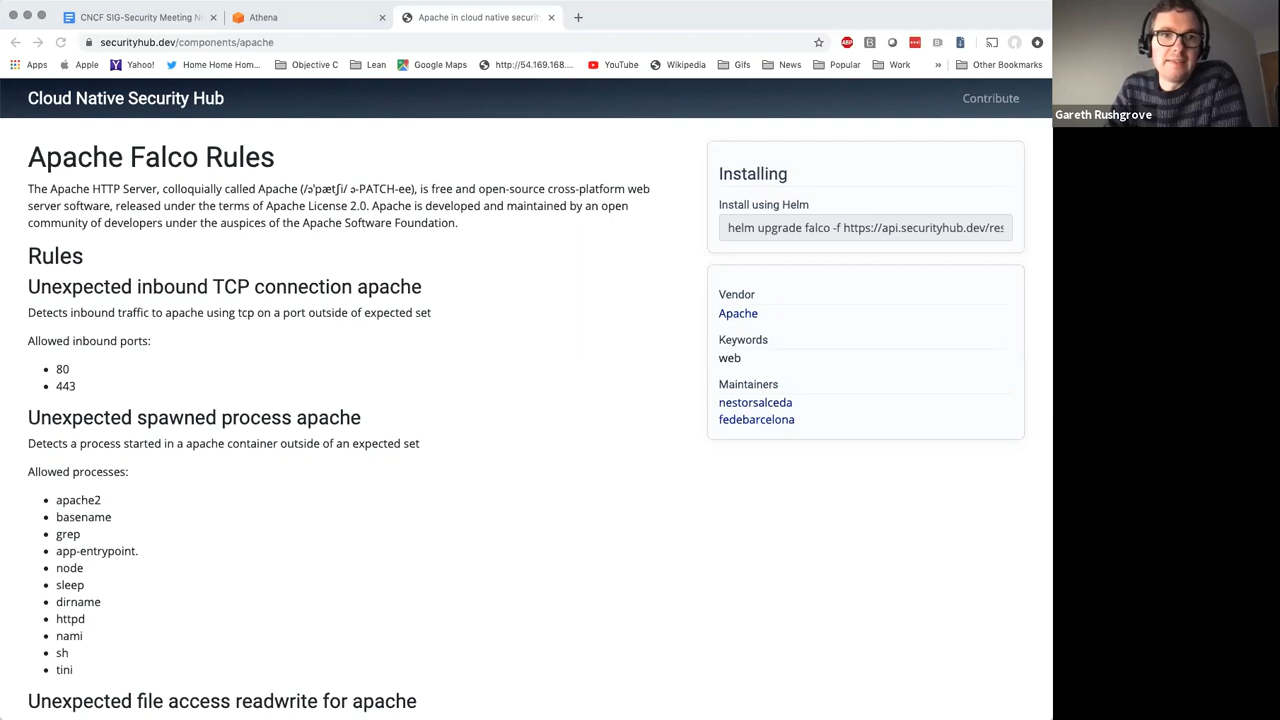 CNCF SIG-Security Meeting N
Athena
Apache in cloud native securit
securityhub.dev/components/apache
Apps
Apple
Yahoo!
Home Home Hom...
Objective C
Lean
Google Maps
http://54.169.168....
YouTube
Wikipedia
Gifs
News
Popular
Work
»
Other Bookmarks
Gareth Rushgrove
Cloud Native Security Hub
Contribute
Apache Falco Rules
The Apache HTTP Server, colloquially called Apache (/ə'pætʃi/ ə-PATCH-ee), is free and open-source cross-platform web
server software, released under the terms of Apache License 2.0. Apache is developed and maintained by an open
community of developers under the auspices of the Apache Software Foundation.
Rules
Unexpected inbound TCP connection apache
Detects inbound traffic to apache using tcp on a port outside of expected set
Allowed inbound ports:
• 80
• 443
Unexpected spawned process apache
Detects a process started in a apache container outside of an expected set
Allowed processes:
• apache2
• basename
• grep
• app-entrypoint.
• node
• sleep
• dirname
• httpd
• nami
• sh
• tini
Unexpected file access readwrite for apache
Installing
Install using Helm
helm upgrade falco -f https://api.securityhub.dev/res
Vendor
Apache
Keywords
web
Maintainers
nestorsalceda
fedebarcelona